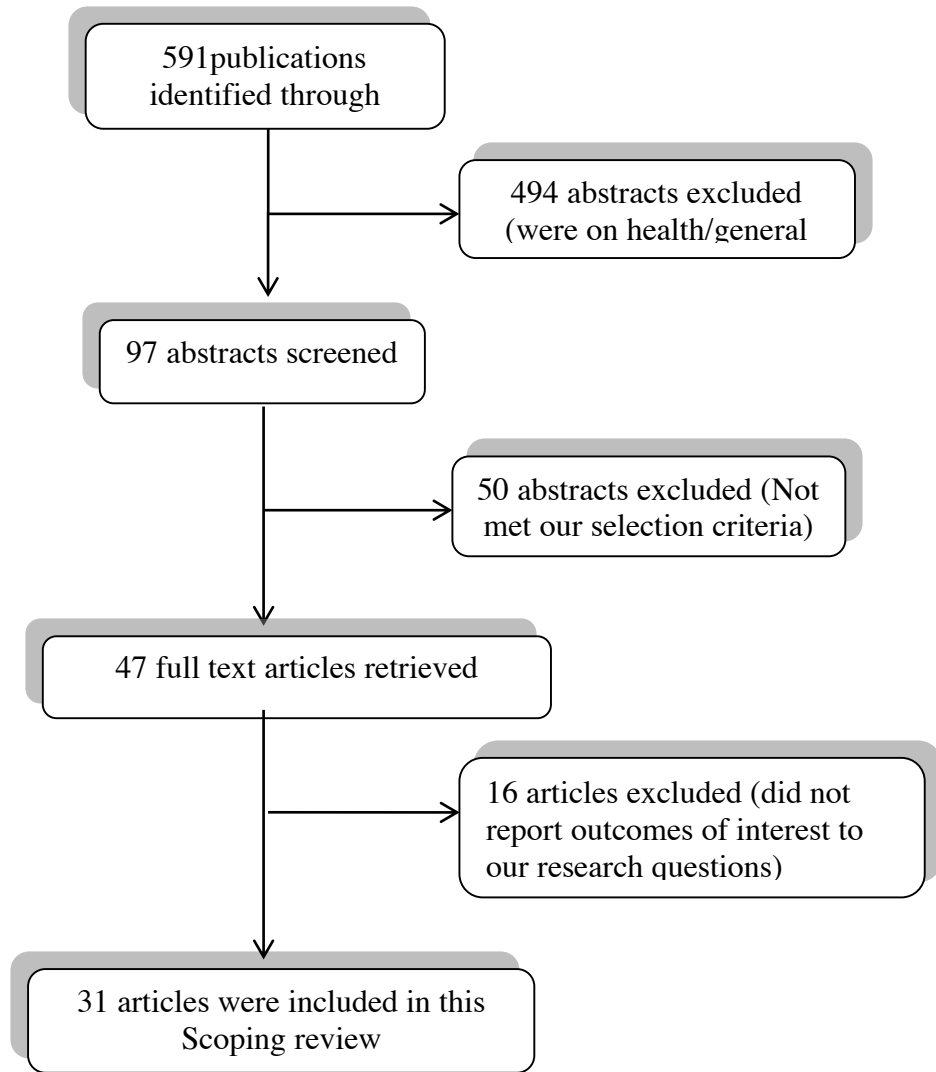 591publications
identified through
494 abstracts excluded
(were on health/general
97 abstracts screened
50 abstracts excluded (Not
met our selection criteria)
47 full text articles retrieved
16 articles excluded (did not
report outcomes of interest to
our research questions)
31 articles were included in this
Scoping review